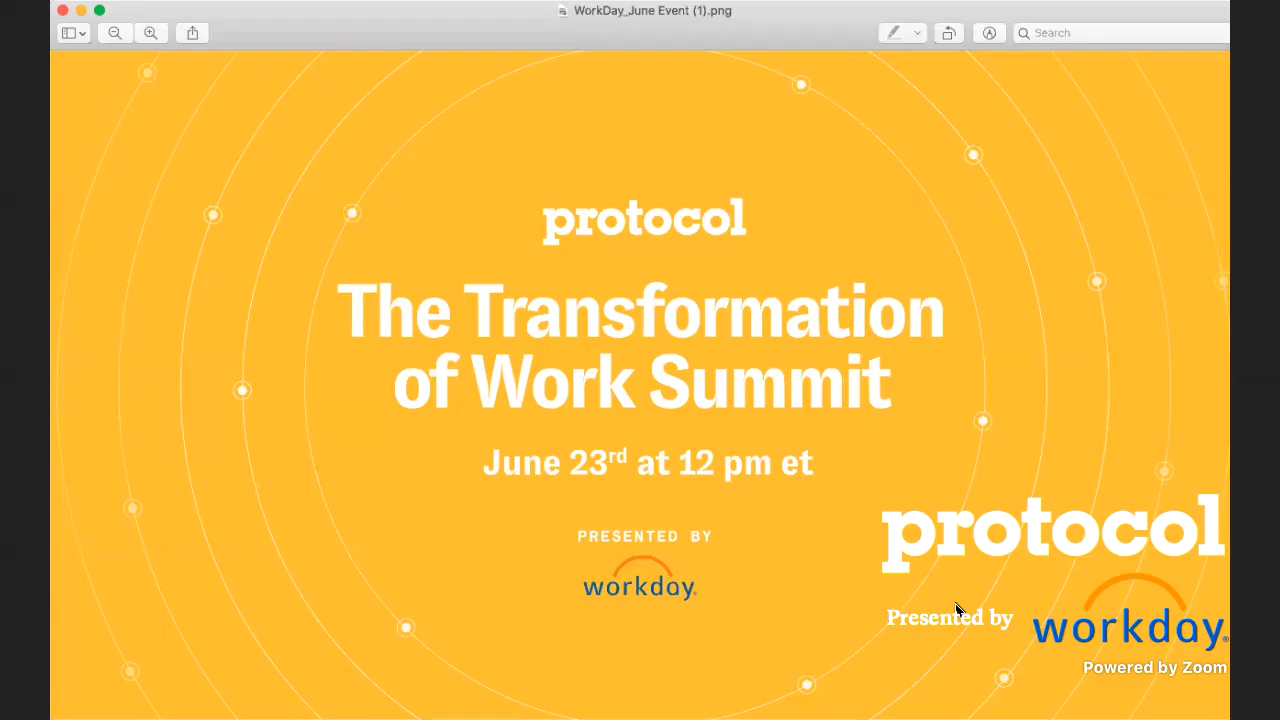 WorkDay_June Event (1).png
Search
protocol
The Transformation
of Work Summit
June 23rd at 12 pm et
PRESENTED BY
workday.
protocol
Presented by
workday.
Powered by Zoom